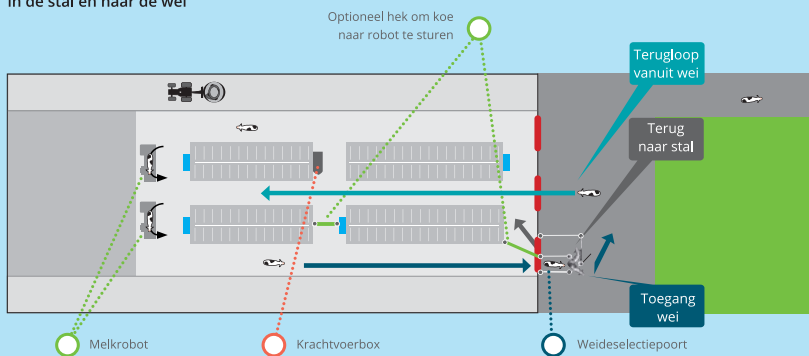 in de stal en naar de wei
Optioneel hek om koe
naar robot te sturen
Terugloop
vanuit wei
Terug
naar stal
Toegang
wei
Melkrobot
Krachtvoerbox
Weideselectiepoort